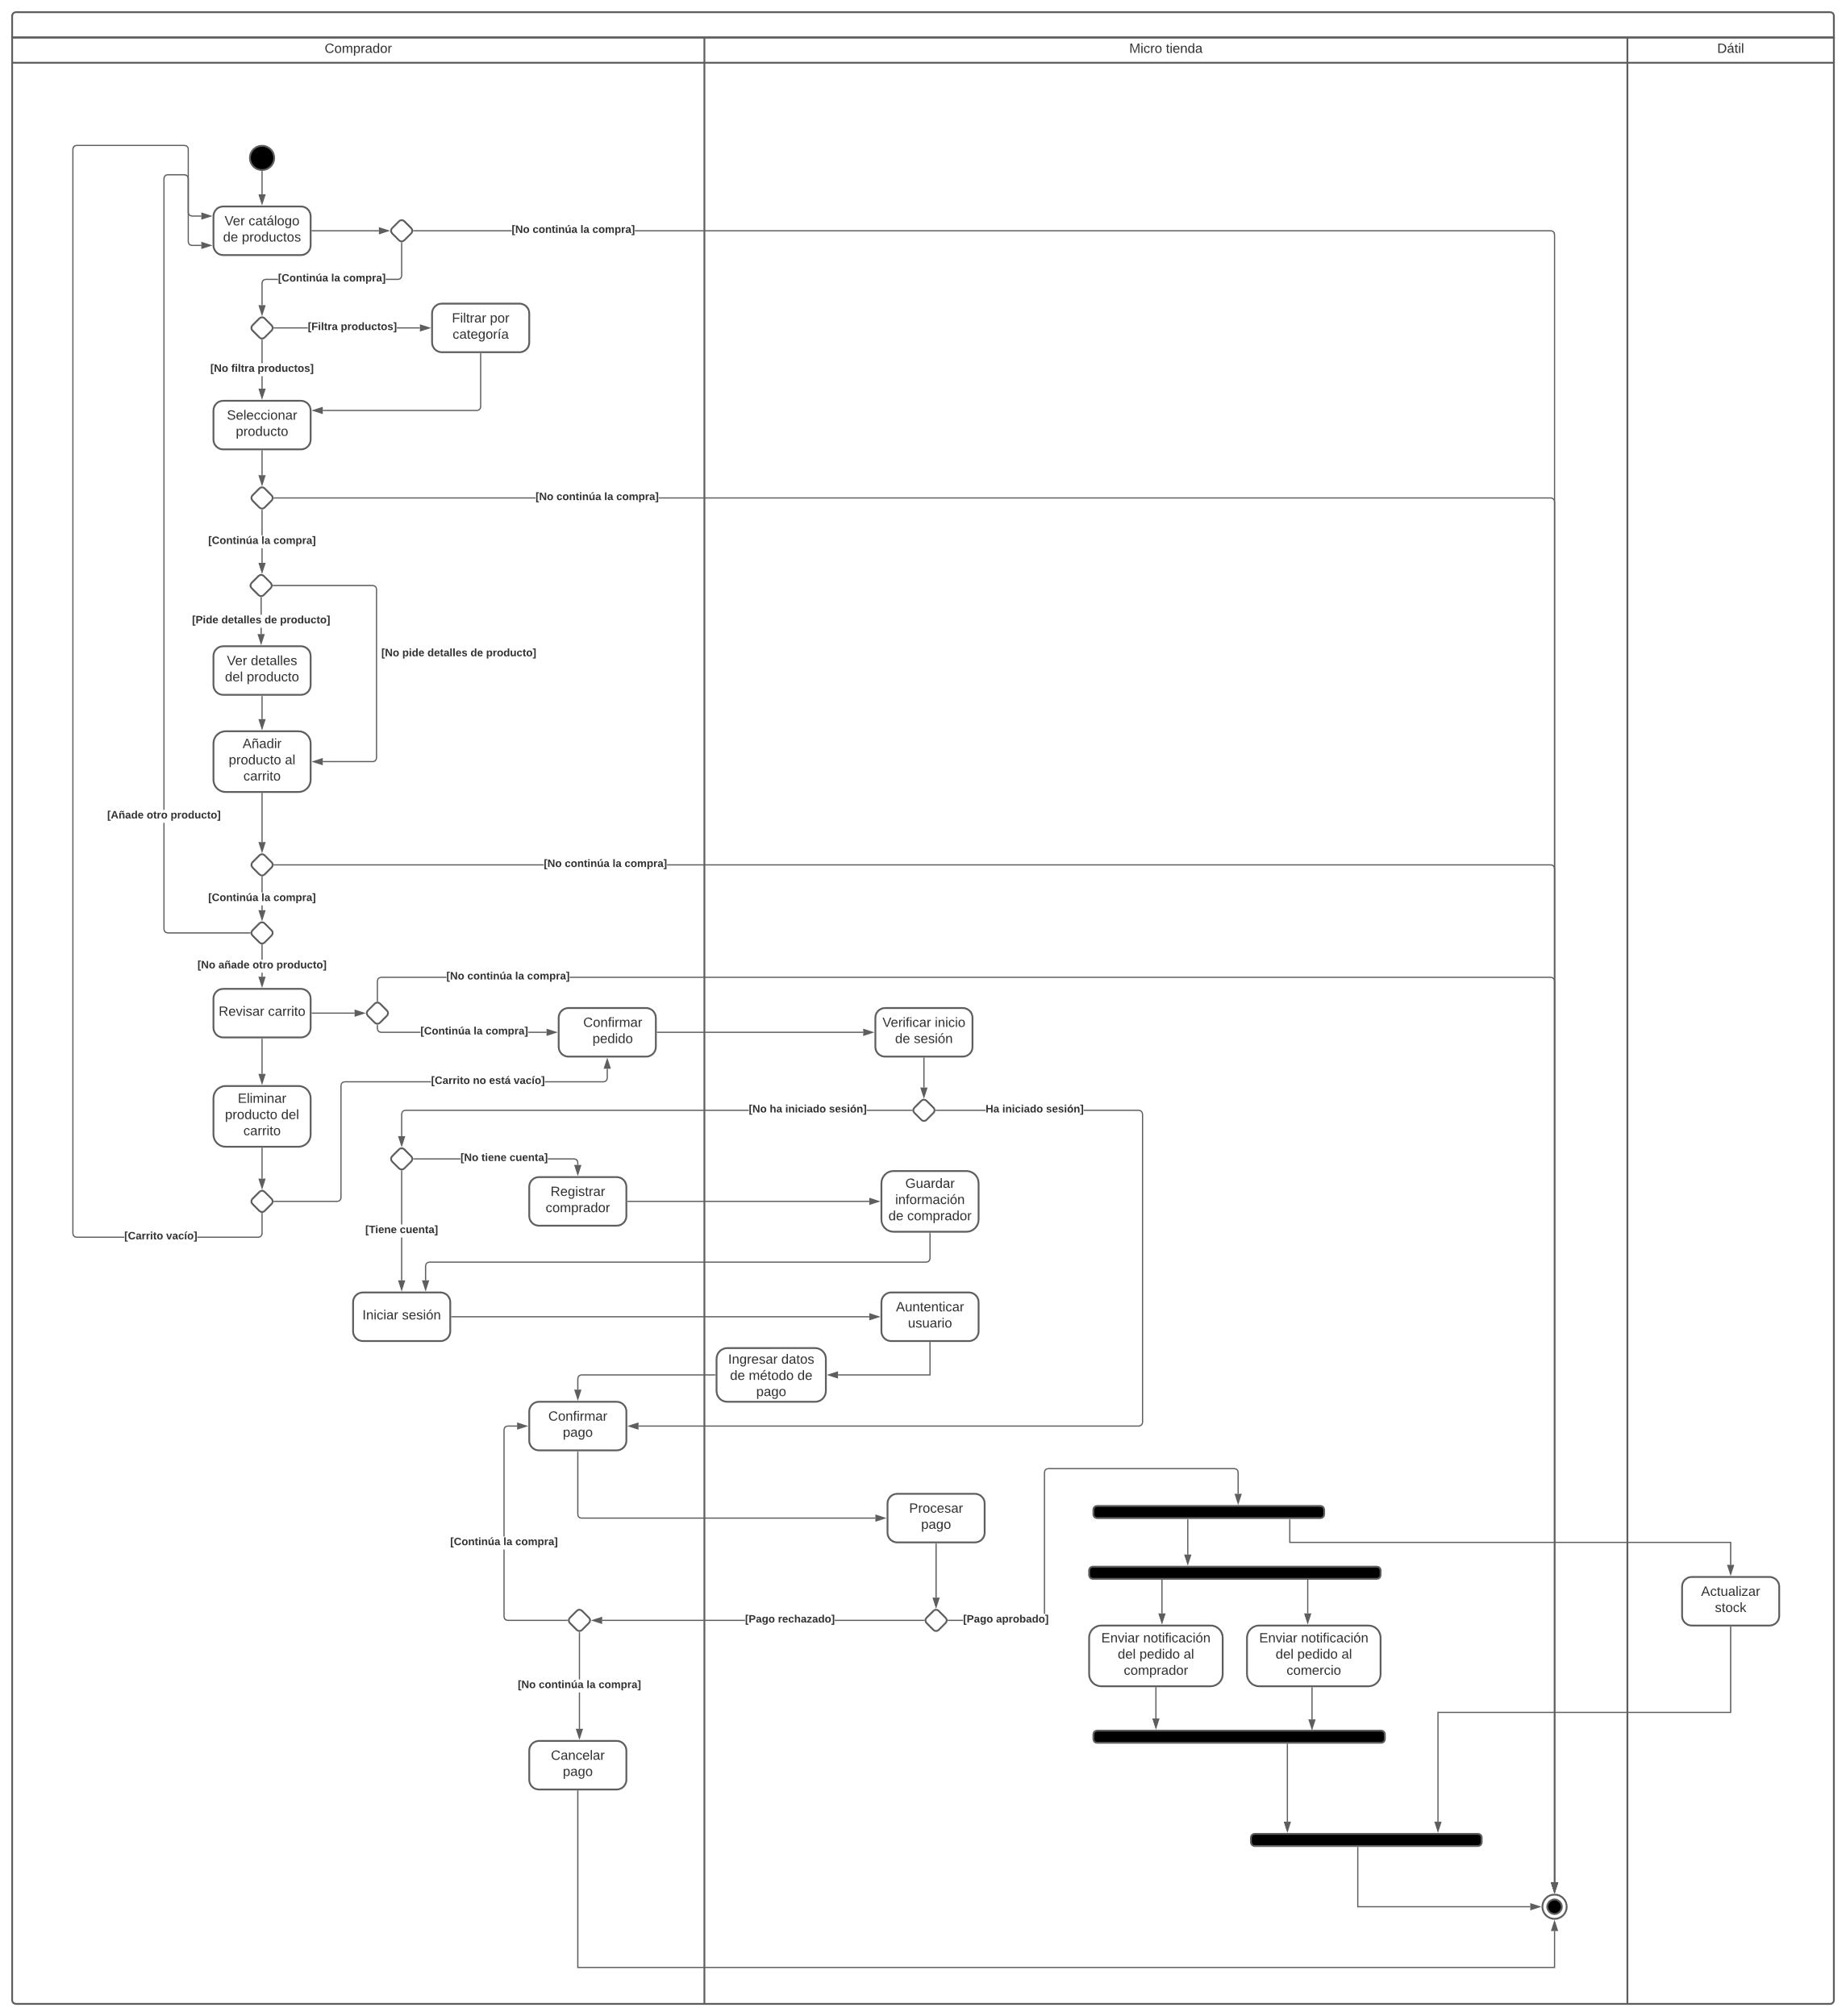 Comprador
Micro tienda
Dátil
Ver catálogo
de productos
[No continúa la compra]
[Continúa la compra]
[Filtra productos]
Filtrar por
categoría
[No filtra productos]
Seleccionar
producto
[No continúa la compra]
[Continúa la compra]
[Pide detalles de producto]
[No pide detalles de producto]
Ver detalles
del producto
Añadir
producto al
carrito
[Añade otro producto]
[No continúa la compra]
[Continúa la compra]
[No añade otro producto]
[No continúa la compra]
Revisar carrito
[Continúa la compra]
Confirmar
pedido
Verificar inicio
de sesión
[Carrito no está vacío]
Eliminar
producto del
carrito
[No ha iniciado sesión]
Ha iniciado sesión]
[No tiene cuenta]
Registrar
comprador
Guardar
información
de comprador
[Tiene cuenta]
[Carrito vacío]
Iniciar sesión
Auntenticar
usuario
Ingresar datos
de método de
pago
Confirmar
pago
Procesar
pago
[Continúa la compra]
[Pago rechazado]
[Pago aprobado]
Actualizar
stock
Enviar notificación
del pedido al
comprador
Enviar notificación
del pedido al
comercio
[No continúa la compra]
Cancelar
pago